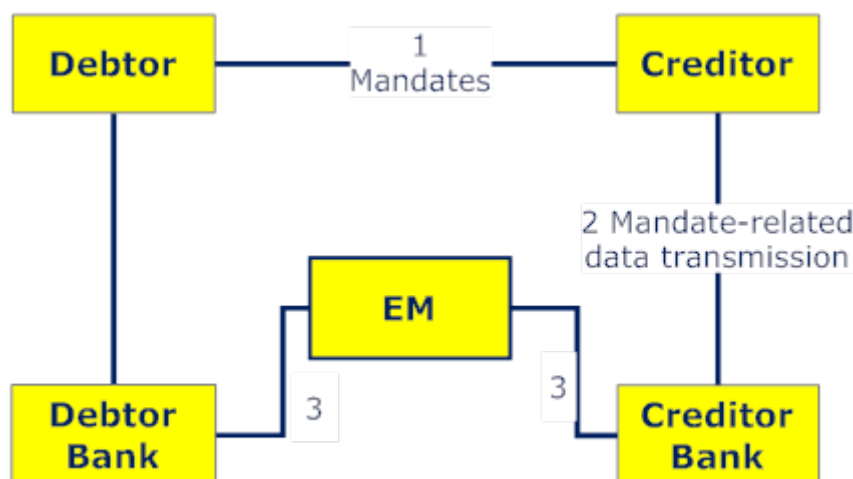 Debtor
1
Mandates
Creditor
2 Mandate-related
data transmission
EM
3
3
Debtor
Bank
Creditor
Bank